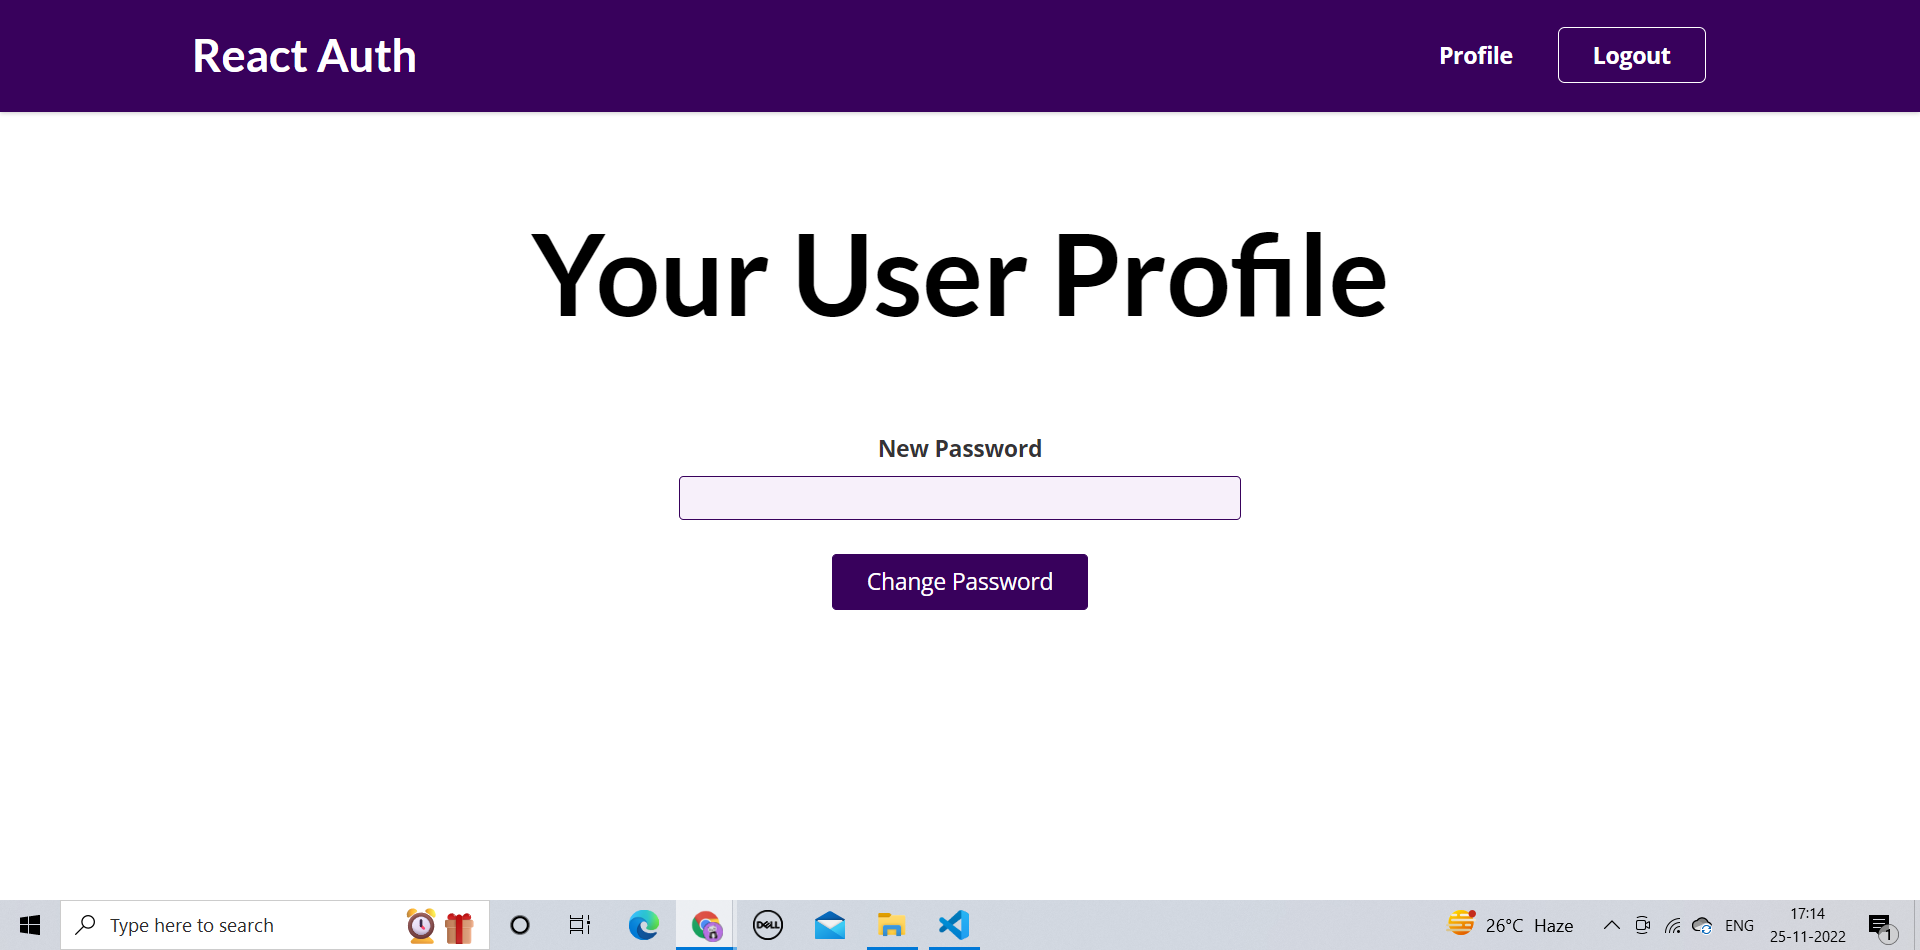 React Auth
Profile
Logout
Your User Profile
New Password
Change Password
Type here to search
DELL
26°C Haze
ENG
17:14
25-11-2022
1